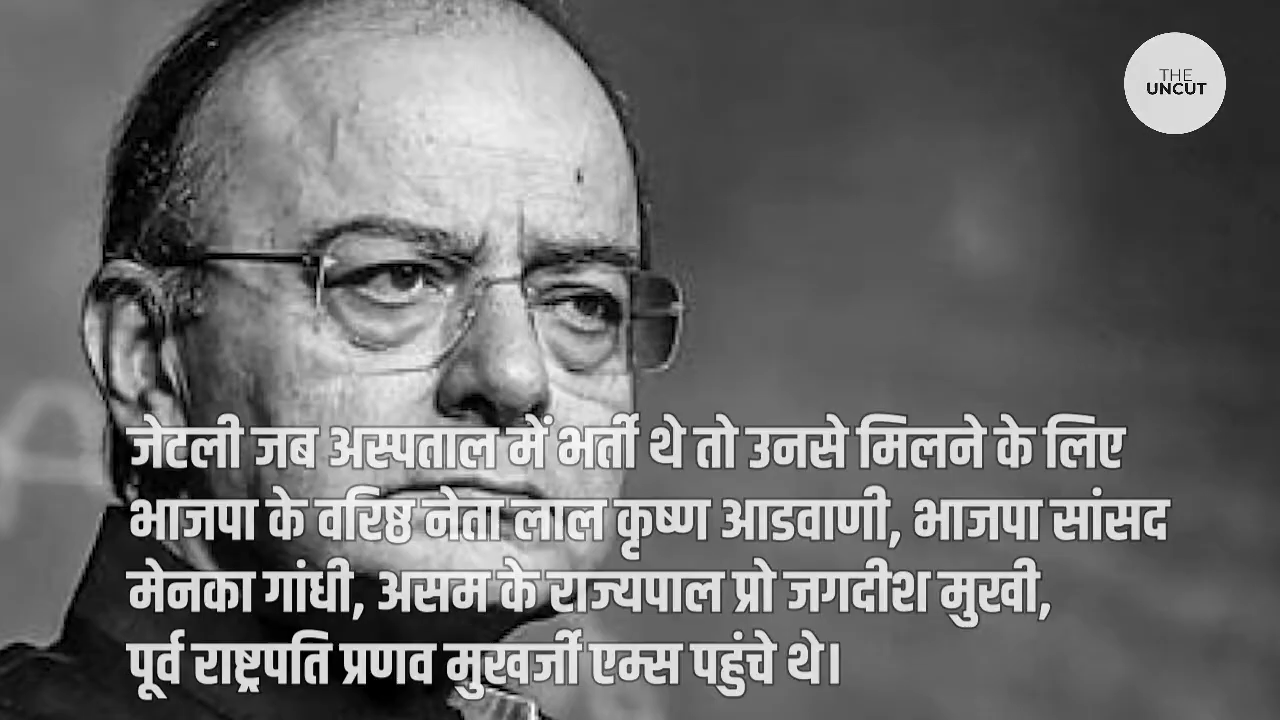 THE
UNCUT
जेटली जब अस्पताल में भर्ती थे तो उनसे मिलने के लिए
भाजपा के वरिष्ठ नेता लाल कृष्ण आडवाणी, भाजपा सांसद
मेनका गांधी, असम के राज्यपाल प्रो जगदीश मुखी,
पूर्व राष्ट्रपति प्रणव मुखर्जी एम्स पहुंचे थे।